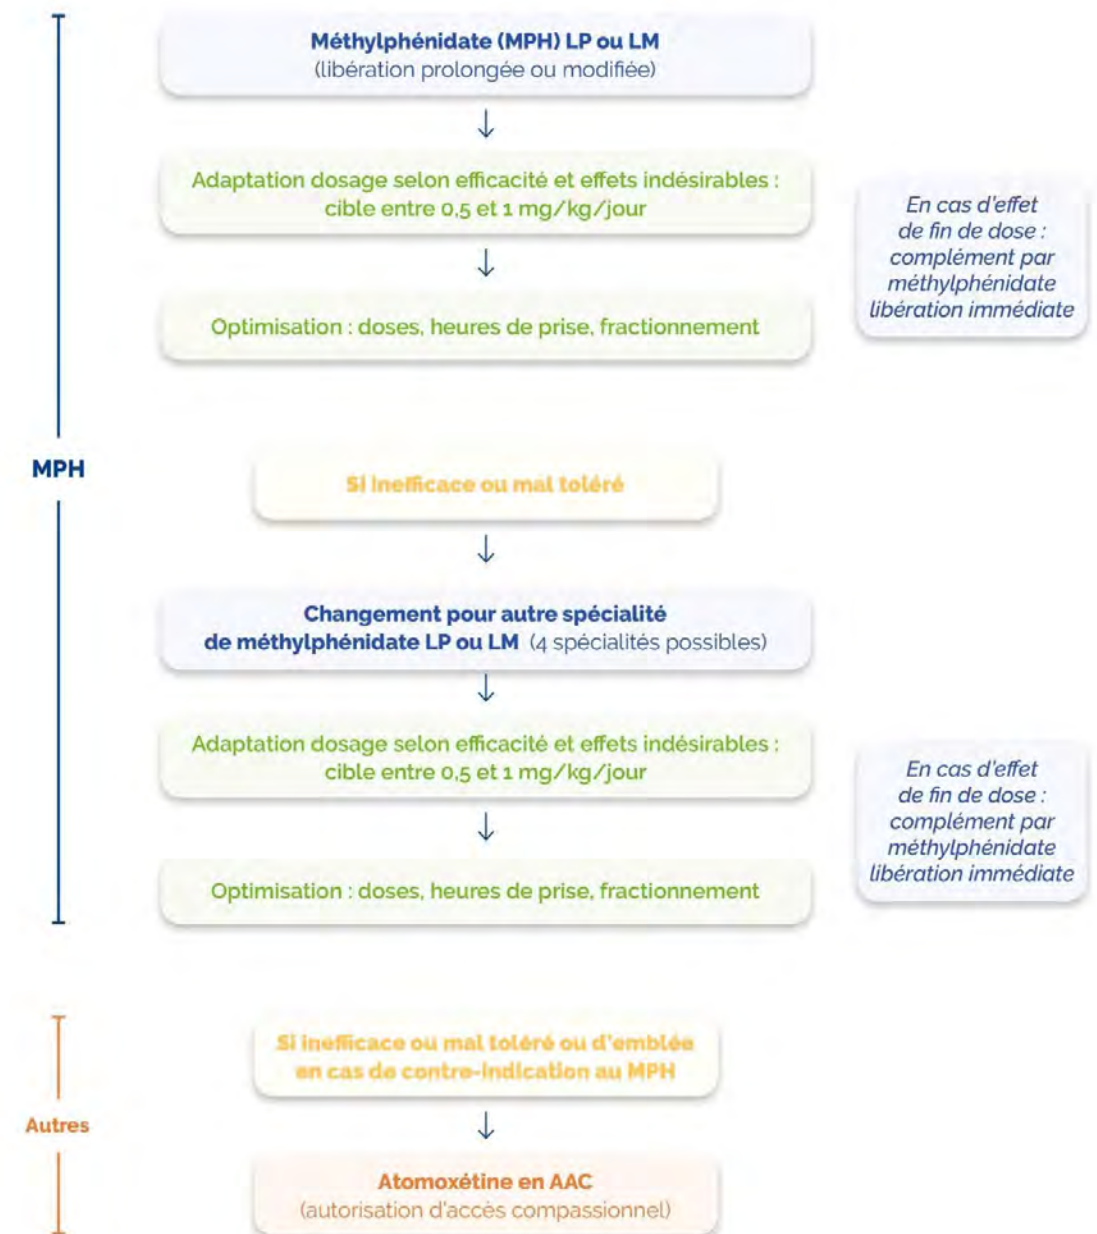 Méthylphénidate (MPH) LP ou LM
(libération prolongée ou modifiée)
Adaptation dosage selon efficacité et effets indésirables :
cible entre 0,5 et 1 mg/kg/jour
En cas d'effet
de fin de dose :
complément par
méthylphénidate
libération immédiate
Optimisation : doses, heures de prise, fractionnement
MPH
Si inefficace ou mal toléré
Changement pour autre spécialité
de méthylphénidate LP ou LM (4 spécialités possibles)
Adaptation dosage selon efficacité et effets indésirables :
cible entre 0,5 et 1 mg/kg/jour
En cas d'effet
de fin de dose :
complément par
méthylphénidate
libération immédiate
Optimisation : doses, heures de prise, fractionnement
Si inefficace ou mal toléré ou d'emblée
en cas de contre-indication au MPH
Autres
Atomoxétine en AAC
(autorisation d'accès compassionnel)